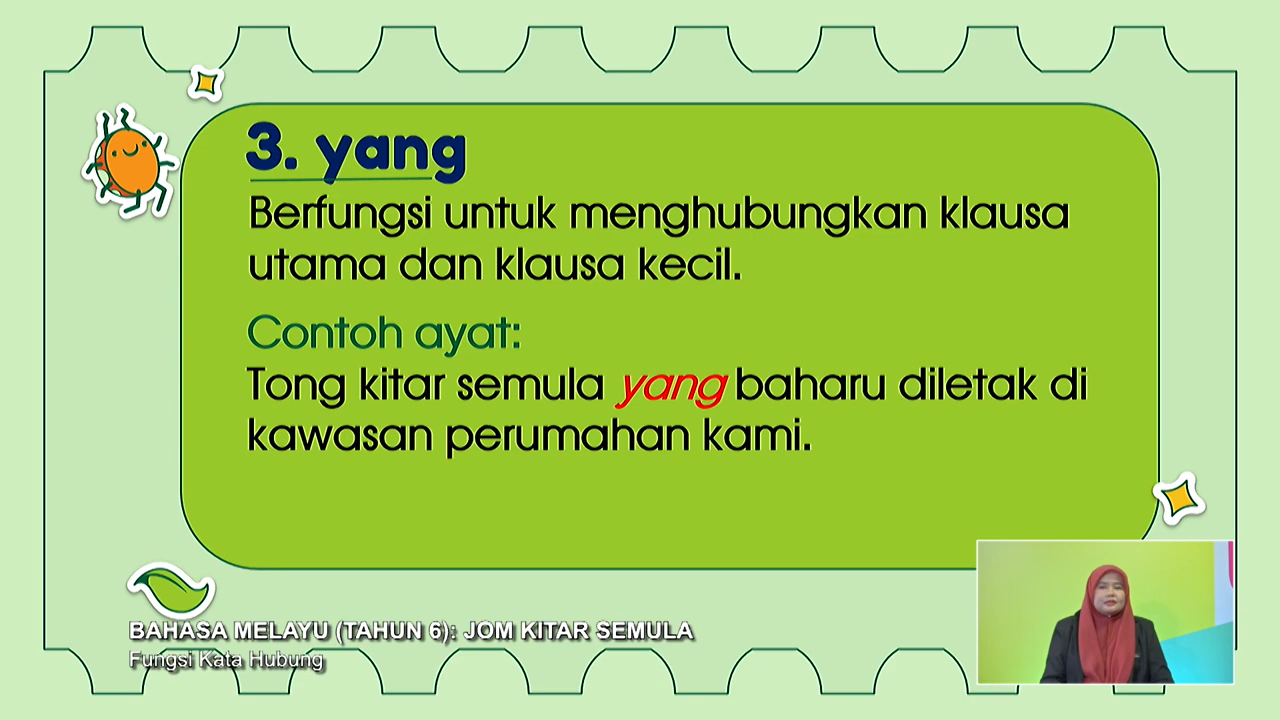 3. yang
Berfungsi untuk menghubungkan klausa
utama dan klausa kecil.
Contoh ayat:
Tong kitar semula yang baharu diletak di
kawasan perumahan kami.
BAHASA MELAYU (TAHUN 6): JOM KITAR SEMULA
Fungsi Kata Hubung